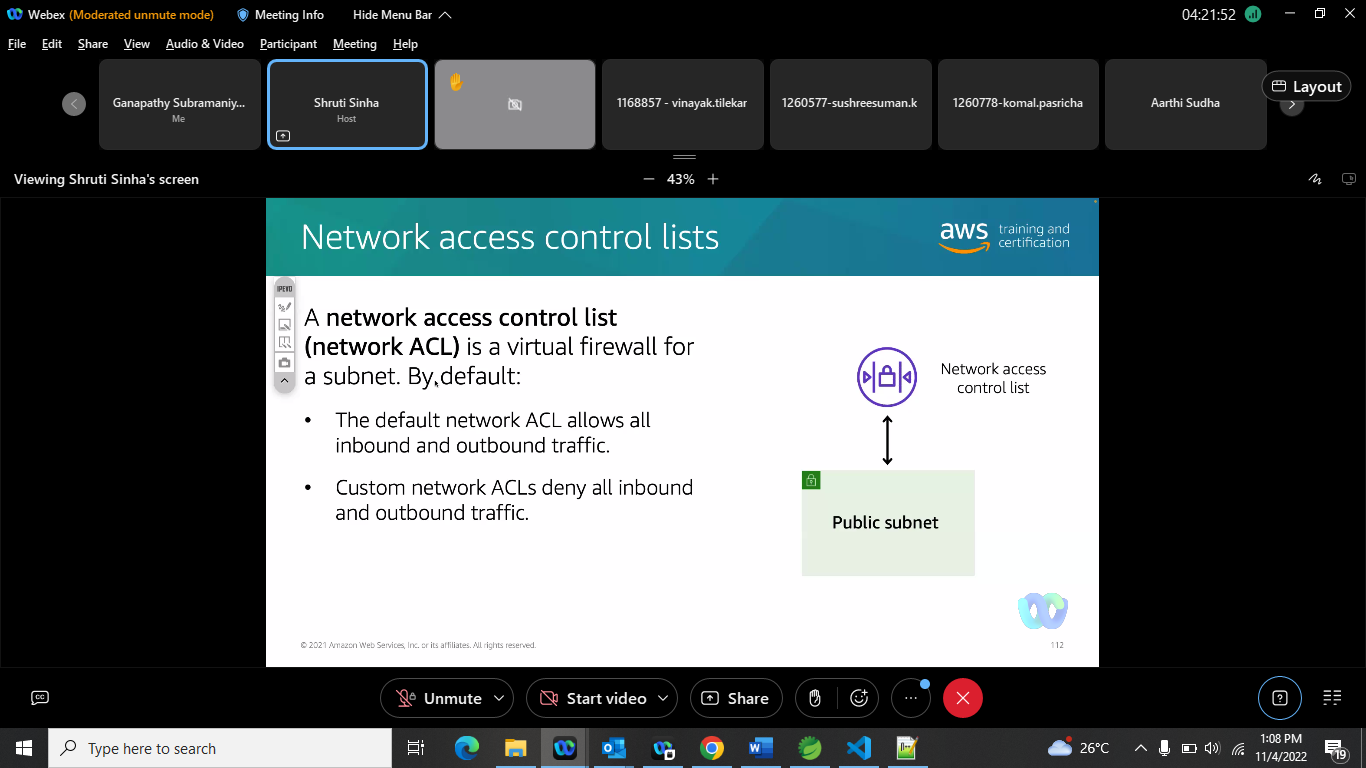 Webex (Moderated unmute mode) Meeting Info Hide Menu Bar 04:21:52
File Edit Share View Audio & Video Participant Meeting Help
Ganapathy Subramaniy...
Me
Shruti Sinha
Host
1168857 - vinayak.tilekar
1260577-sushreesuman.k
1260778-komal.pasricha
Aarthi Sudha
Layout
Viewing Shruti Sinha's screen
43%
Network access control lists
aws training and
certification
IPEVO
A network access control list
(network ACL) is a virtual firewall for
a subnet. By default:
• The default network ACL allows all
inbound and outbound traffic.
• Custom network ACLs deny all inbound
and outbound traffic.
Network access
control list
Public subnet
© 2021 Amazon Web Services, Inc. or its affiliates. All rights reserved.
112
CC
Unmute
Start video
Share
Type here to search
26°C
1:08 PM
11/4/2022
19